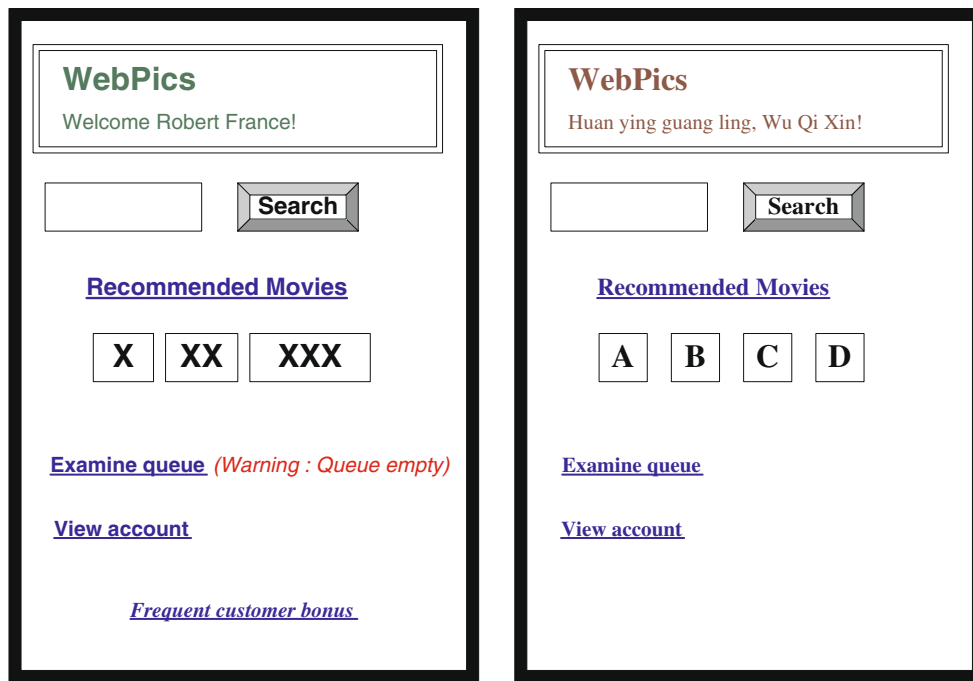 WebPics
Welcome Robert France!
Search
Recommended Movies
X XX XXX
Examine queue (Warning : Queue empty)
View account
Frequent customer bonus
WebPics
Huan ying guang ling, Wu Qi Xin!
Search
Recommended Movies
A B C D
Examine queue
View account